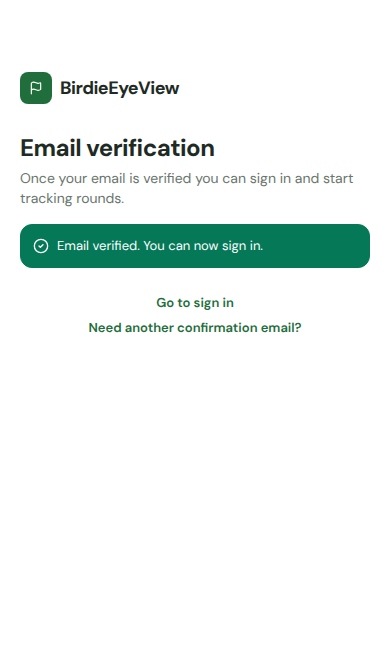 BirdieEyeView
Email verification
Once your email is verified you can sign in and start
tracking rounds.
Email verified. You can now sign in.
Go to sign in
Need another confirmation email?